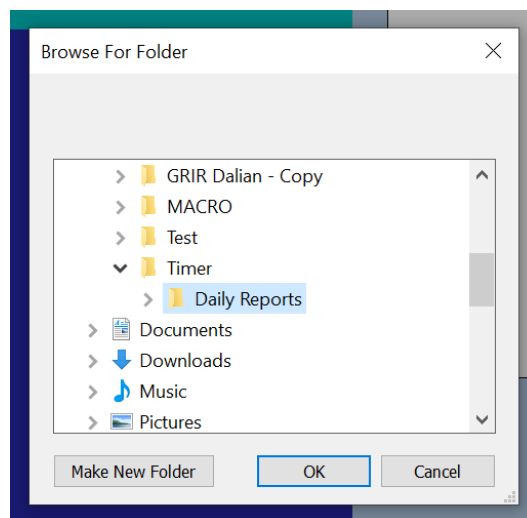 Browse For Folder
GRIR Dalian - Copy
MACRO
Test
Timer
Daily Reports
Documents
Downloads
Music
Pictures
Make New Folder OK Cancel